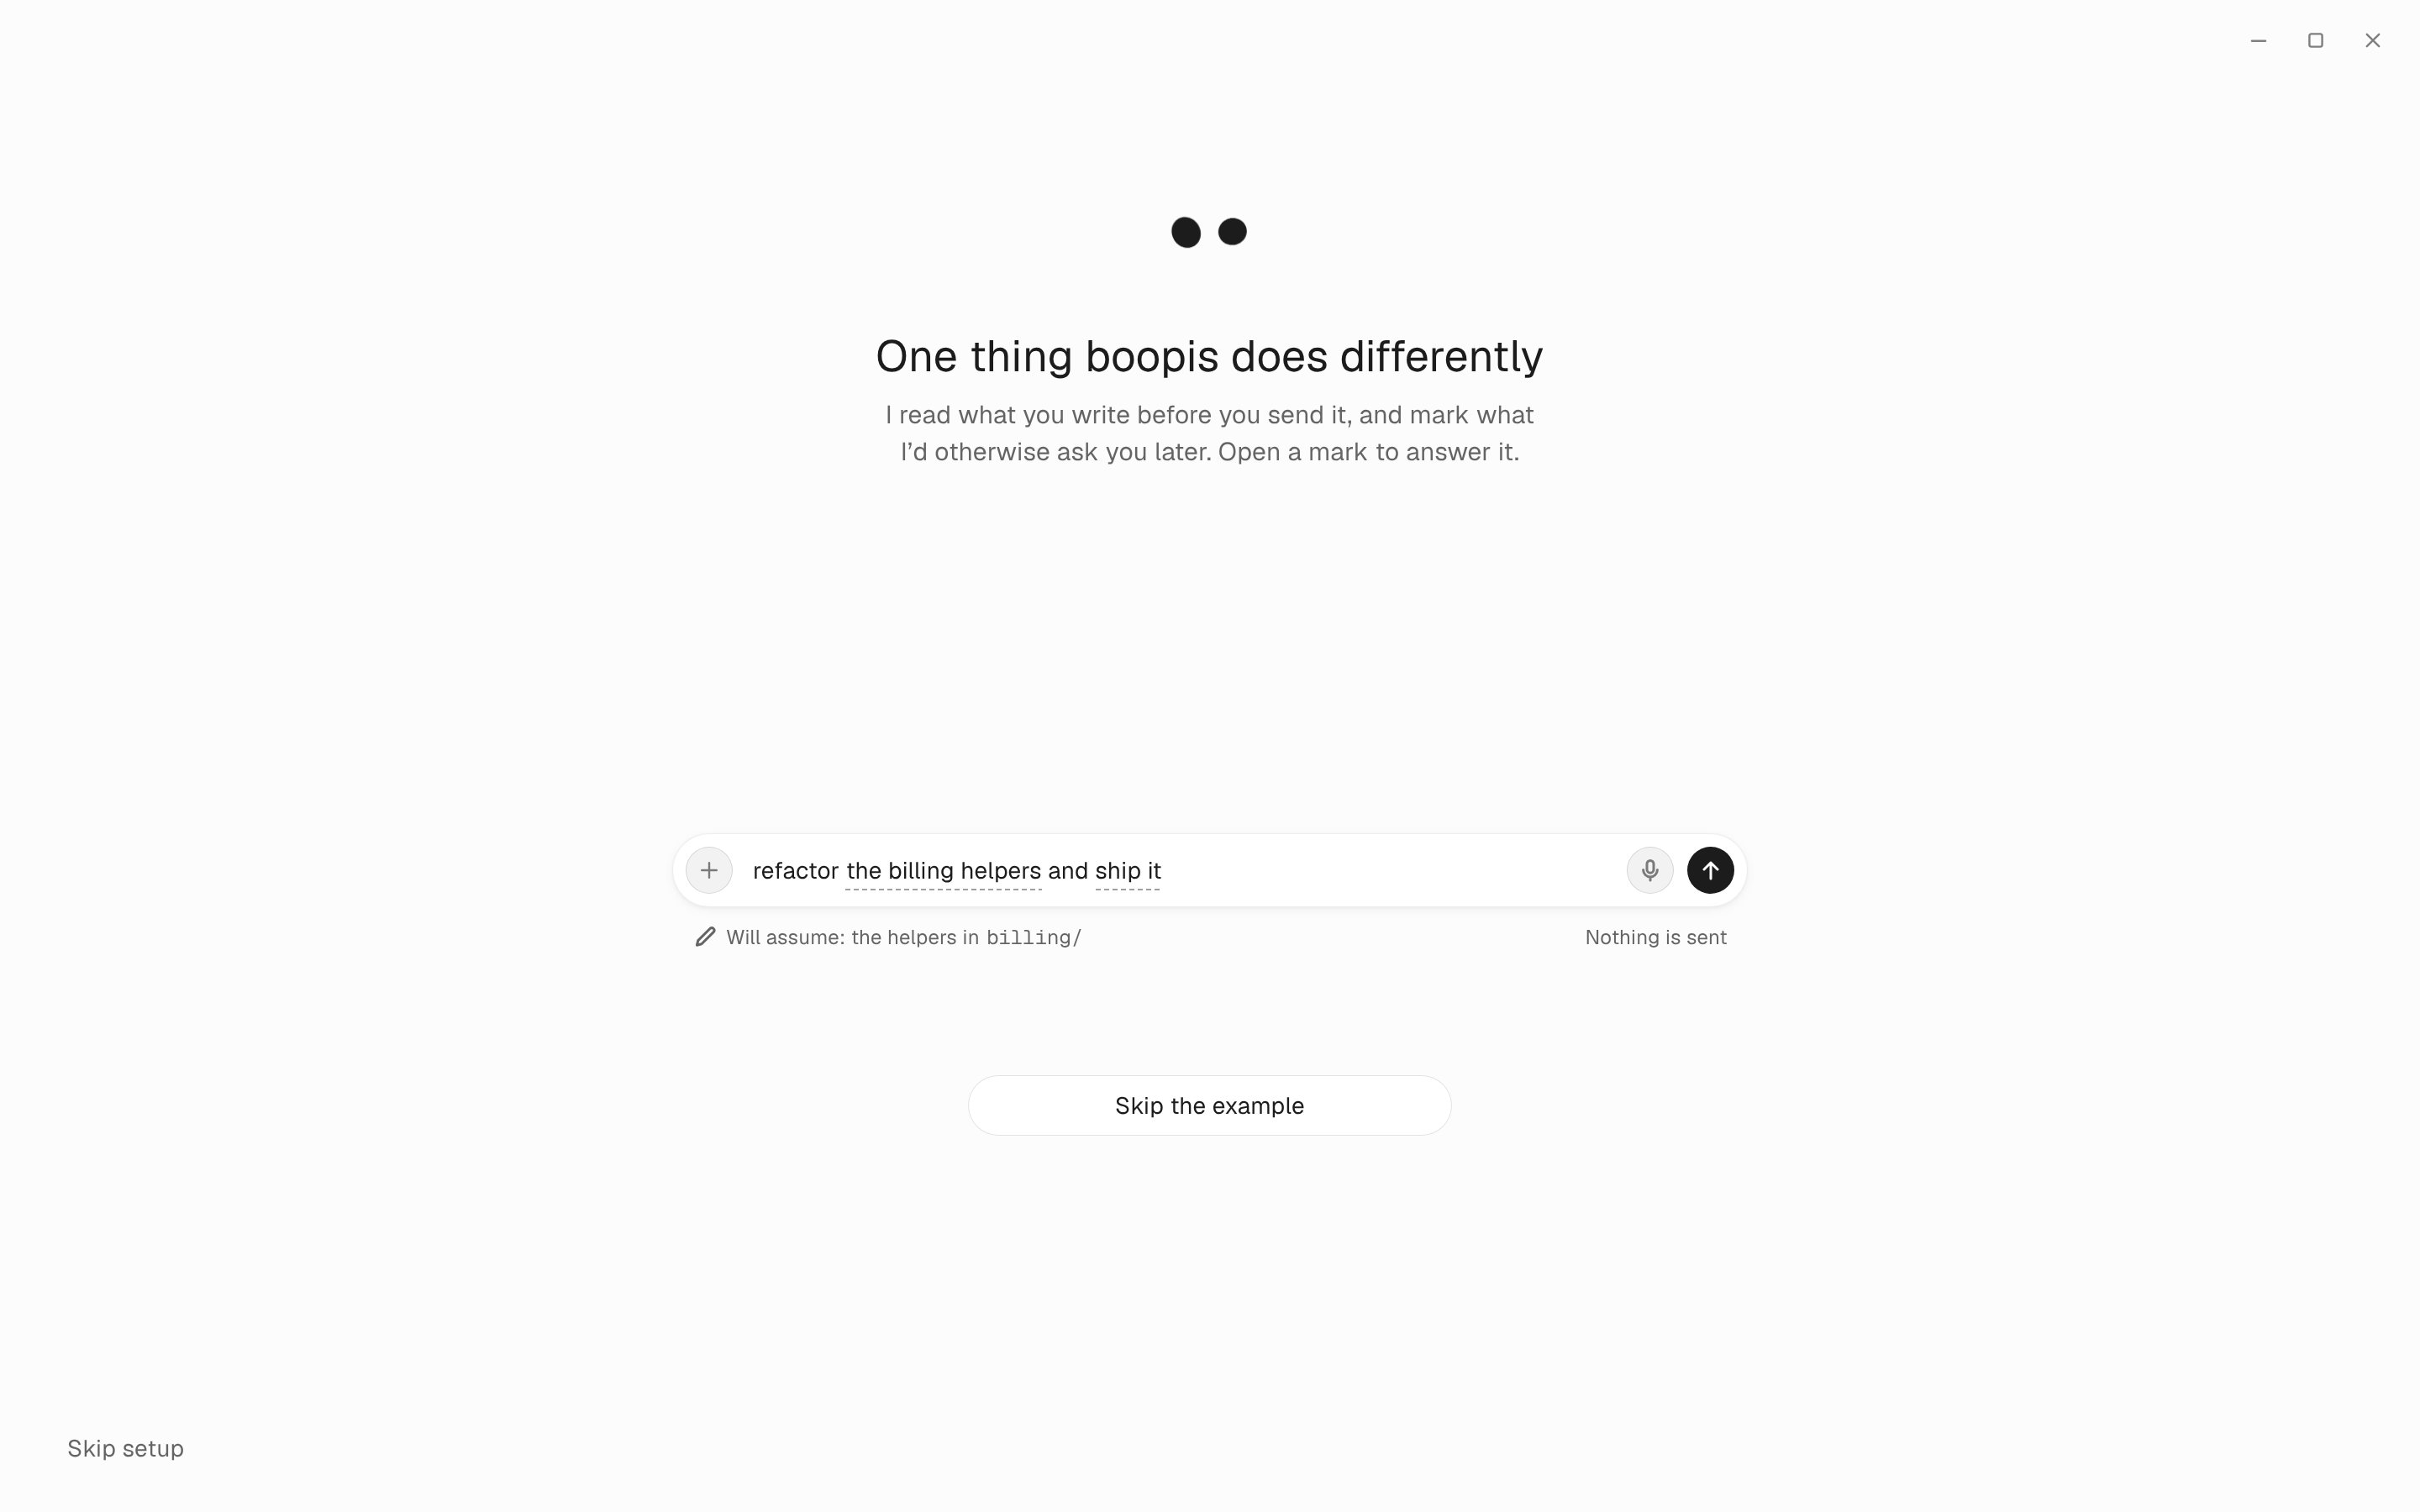 One thing boopis does differently
I read what you write before you send it, and mark what
I’d otherwise ask you later. Open a mark to answer it.
refactor the billing helpers and ship it
Will assume: the helpers in billing/
Nothing is sent
Skip the example
Skip setup